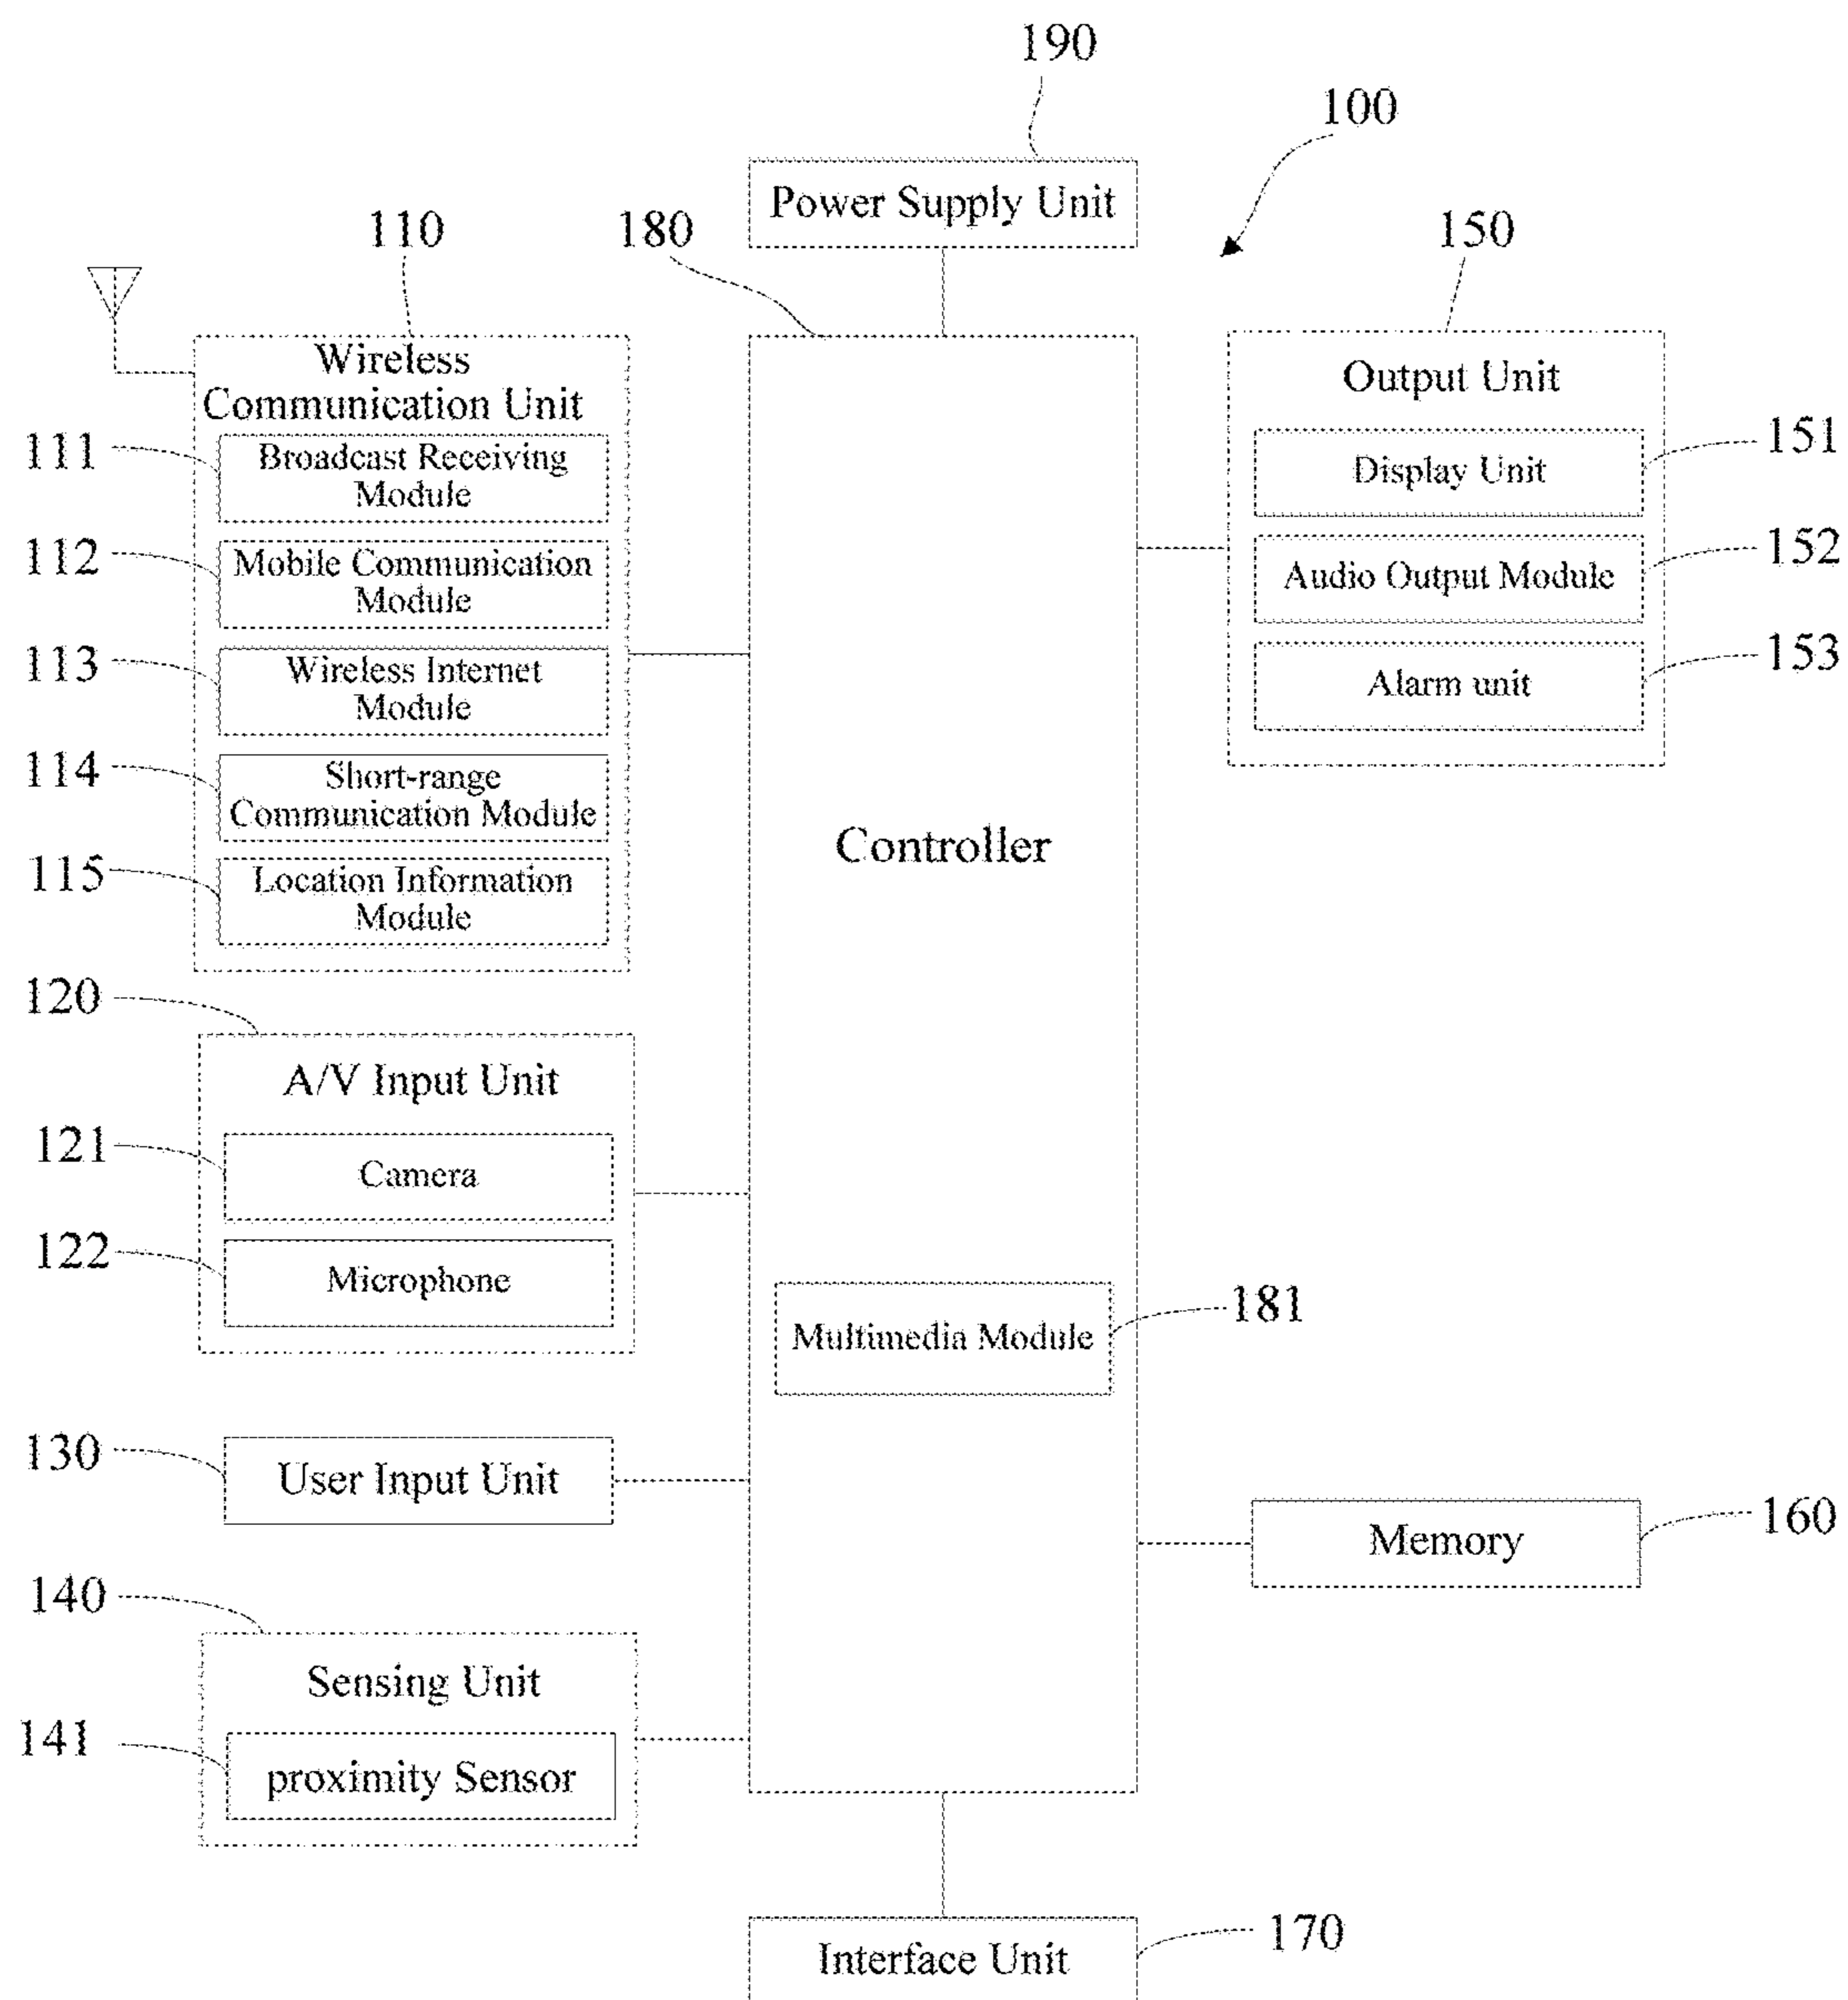 190
100
Power Supply Unit
110
180
150
Wireless
Communication Unit
111
Broadcast Receiving
Module
112
Mobile Communication
Module
113
Wireless Internet
Module
114
Short-range
Communication Module
115
Location Information
Module
Output Unit
Display Unit
151
Audio Output Module
152
Alarm unit
153
Controller
120
A/V Input Unit
121
Camera
122
Microphone
Multimedia Module
181
130
User Input Unit
Memory
160
140
Sensing Unit
141
proximity Sensor
Interface Unit
170